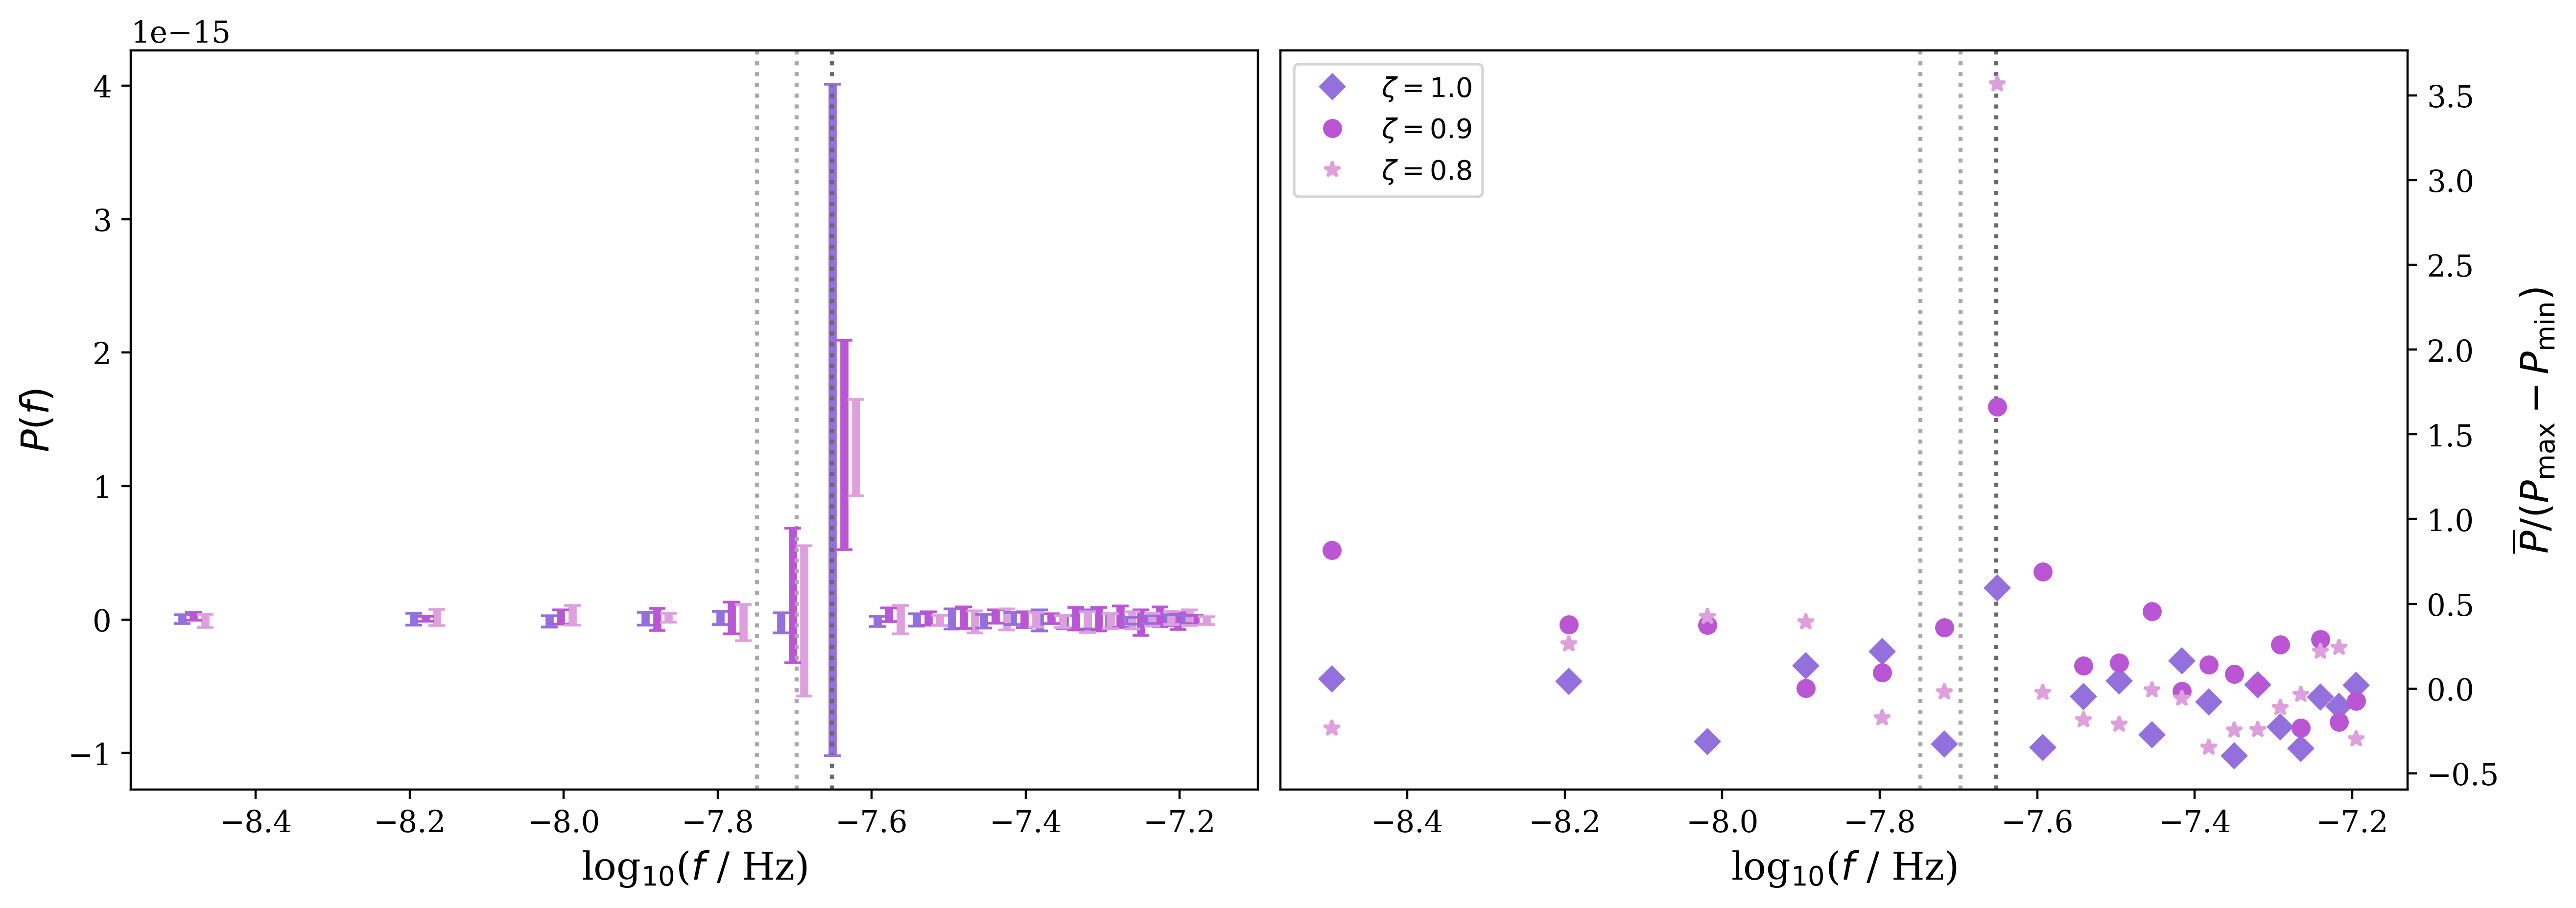 1e−15
4
3
2
1
0
−1
P(f)
−8.4 −8.2 −8.0 −7.8 −7.6 −7.4 −7.2
log₁₀(f / Hz)
ζ = 1.0
ζ = 0.9
ζ = 0.8
3.5
3.0
2.5
2.0
1.5
1.0
0.5
0.0
−0.5
P̅/(Pmax − Pmin)
−8.4 −8.2 −8.0 −7.8 −7.6 −7.4 −7.2
log₁₀(f / Hz)